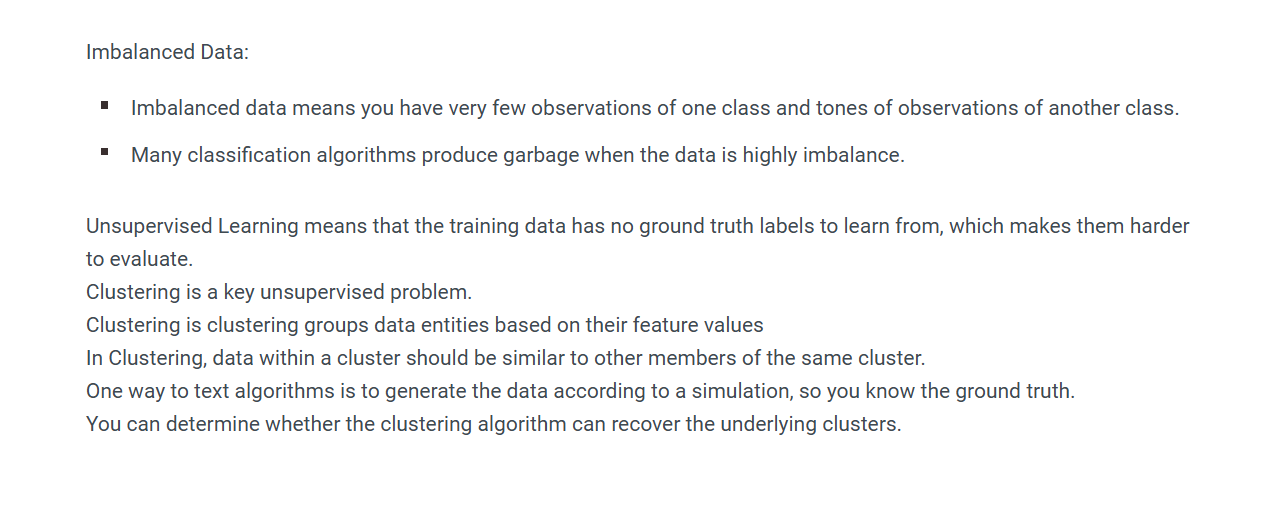 Imbalanced Data:
▪ Imbalanced data means you have very few observations of one class and tones of observations of another class.
▪ Many classification algorithms produce garbage when the data is highly imbalance.
Unsupervised Learning means that the training data has no ground truth labels to learn from, which makes them harder
to evaluate.
Clustering is a key unsupervised problem.
Clustering is clustering groups data entities based on their feature values
In Clustering, data within a cluster should be similar to other members of the same cluster.
One way to text algorithms is to generate the data according to a simulation, so you know the ground truth.
You can determine whether the clustering algorithm can recover the underlying clusters.